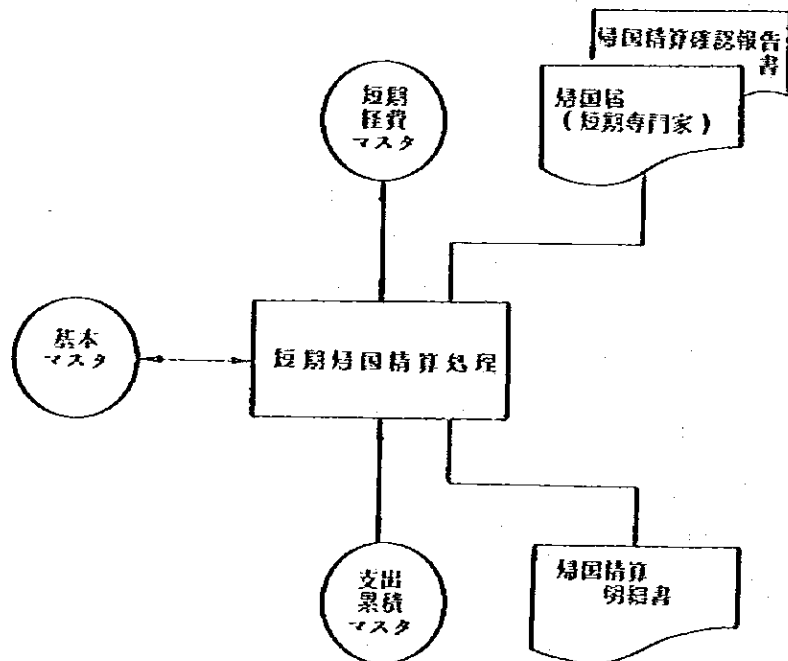 帰国精算確認報告
書
短期
経費
マスタ
帰国届
(短期専門家)
基本
マスタ
短期帰国精算処理
支出
累積
マスタ
帰国精算
明細書